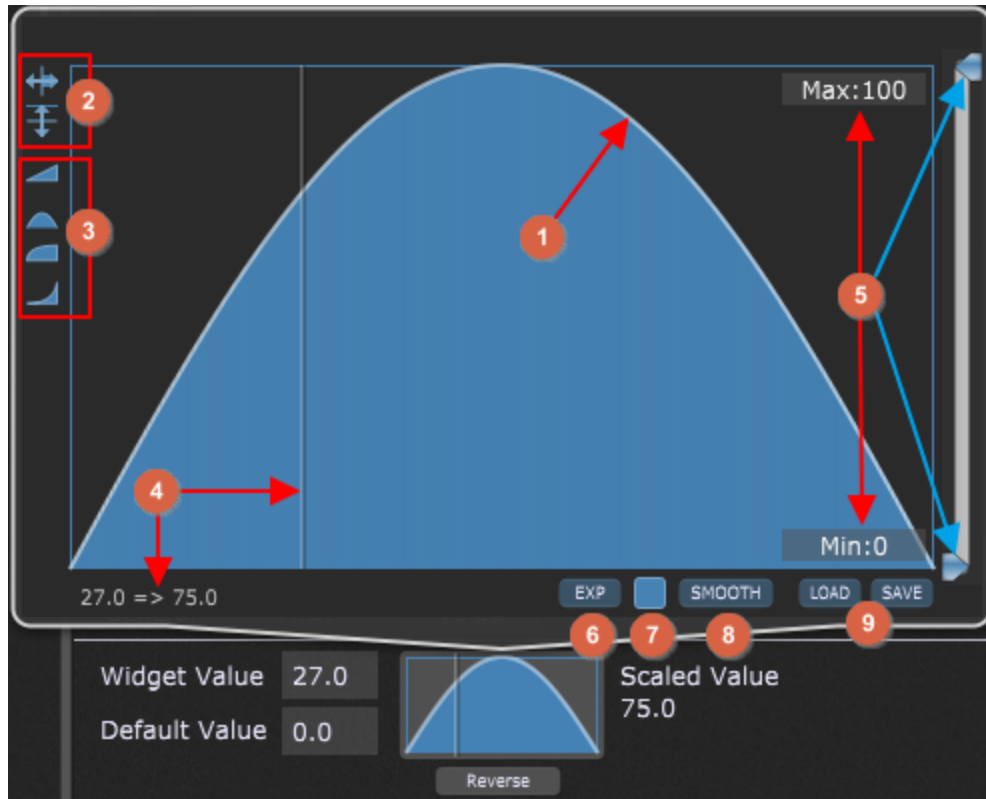 2
Max:100
3
1
5
4
Min:0
27.0 => 75.0
EXP
SMOOTH
LOAD
SAVE
6
7
8
9
Widget Value 27.0
Scaled Value
75.0
Default Value 0.0
Reverse